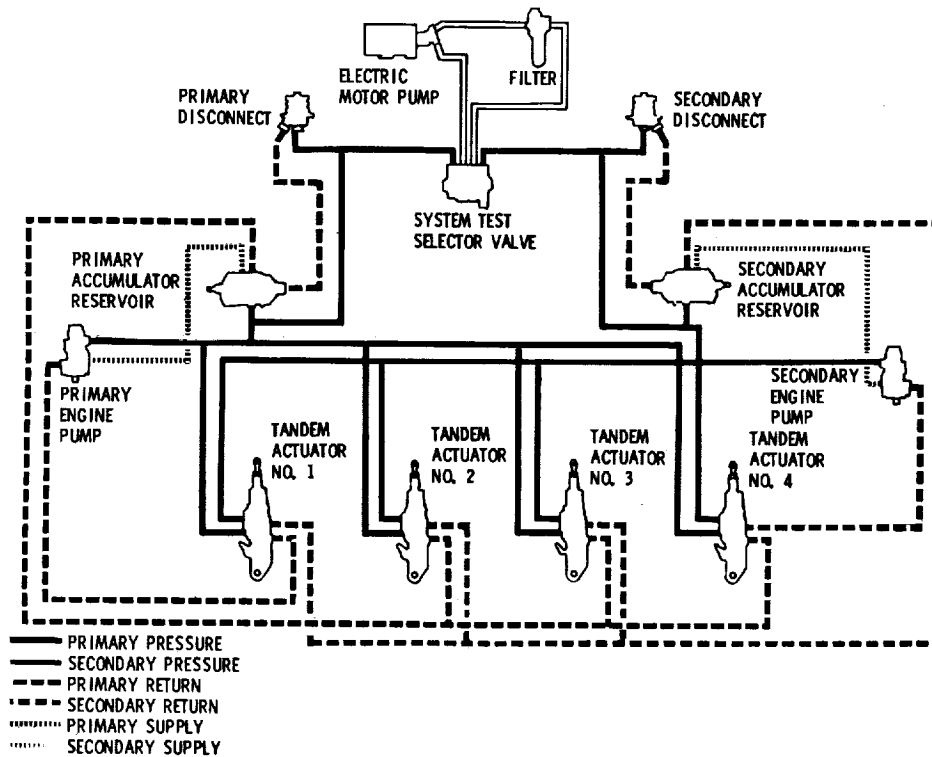 ELECTRIC
MOTOR PUMP
FILTER
PRIMARY
DISCONNECT
SECONDARY
DISCONNECT
SYSTEM TEST
SELECTOR VALVE
PRIMARY
ACCUMULATOR
RESERVOIR
SECONDARY
ACCUMULATOR
RESERVOIR
PRIMARY
ENGINE
PUMP
SECONDARY
ENGINE
PUMP
TANDEM
ACTUATOR
NO. 1
TANDEM
ACTUATOR
NO. 2
TANDEM
ACTUATOR
NO. 3
TANDEM
ACTUATOR
NO. 4
PRIMARY PRESSURE
SECONDARY PRESSURE
PRIMARY RETURN
SECONDARY RETURN
PRIMARY SUPPLY
SECONDARY SUPPLY